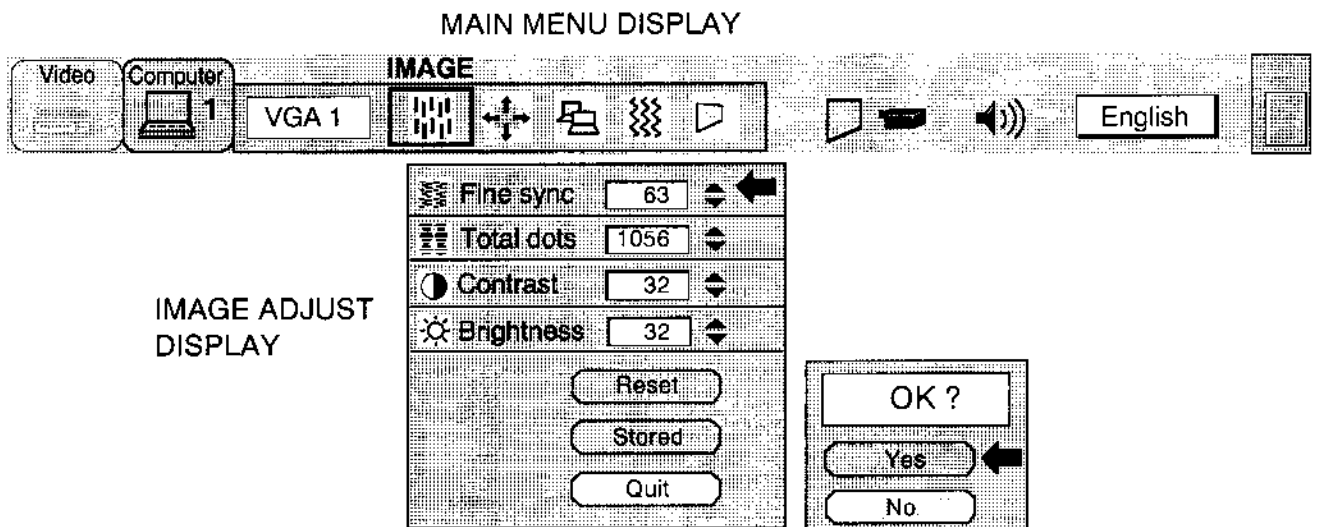 MAIN MENU DISPLAY
Video
Computer
1
IMAGE
VGA 1
English
Fine sync 63
Total dots 1056
Contrast 32
Brightness 32
Reset
Stored
Quit
IMAGE ADJUST
DISPLAY
OK ?
Yes
No